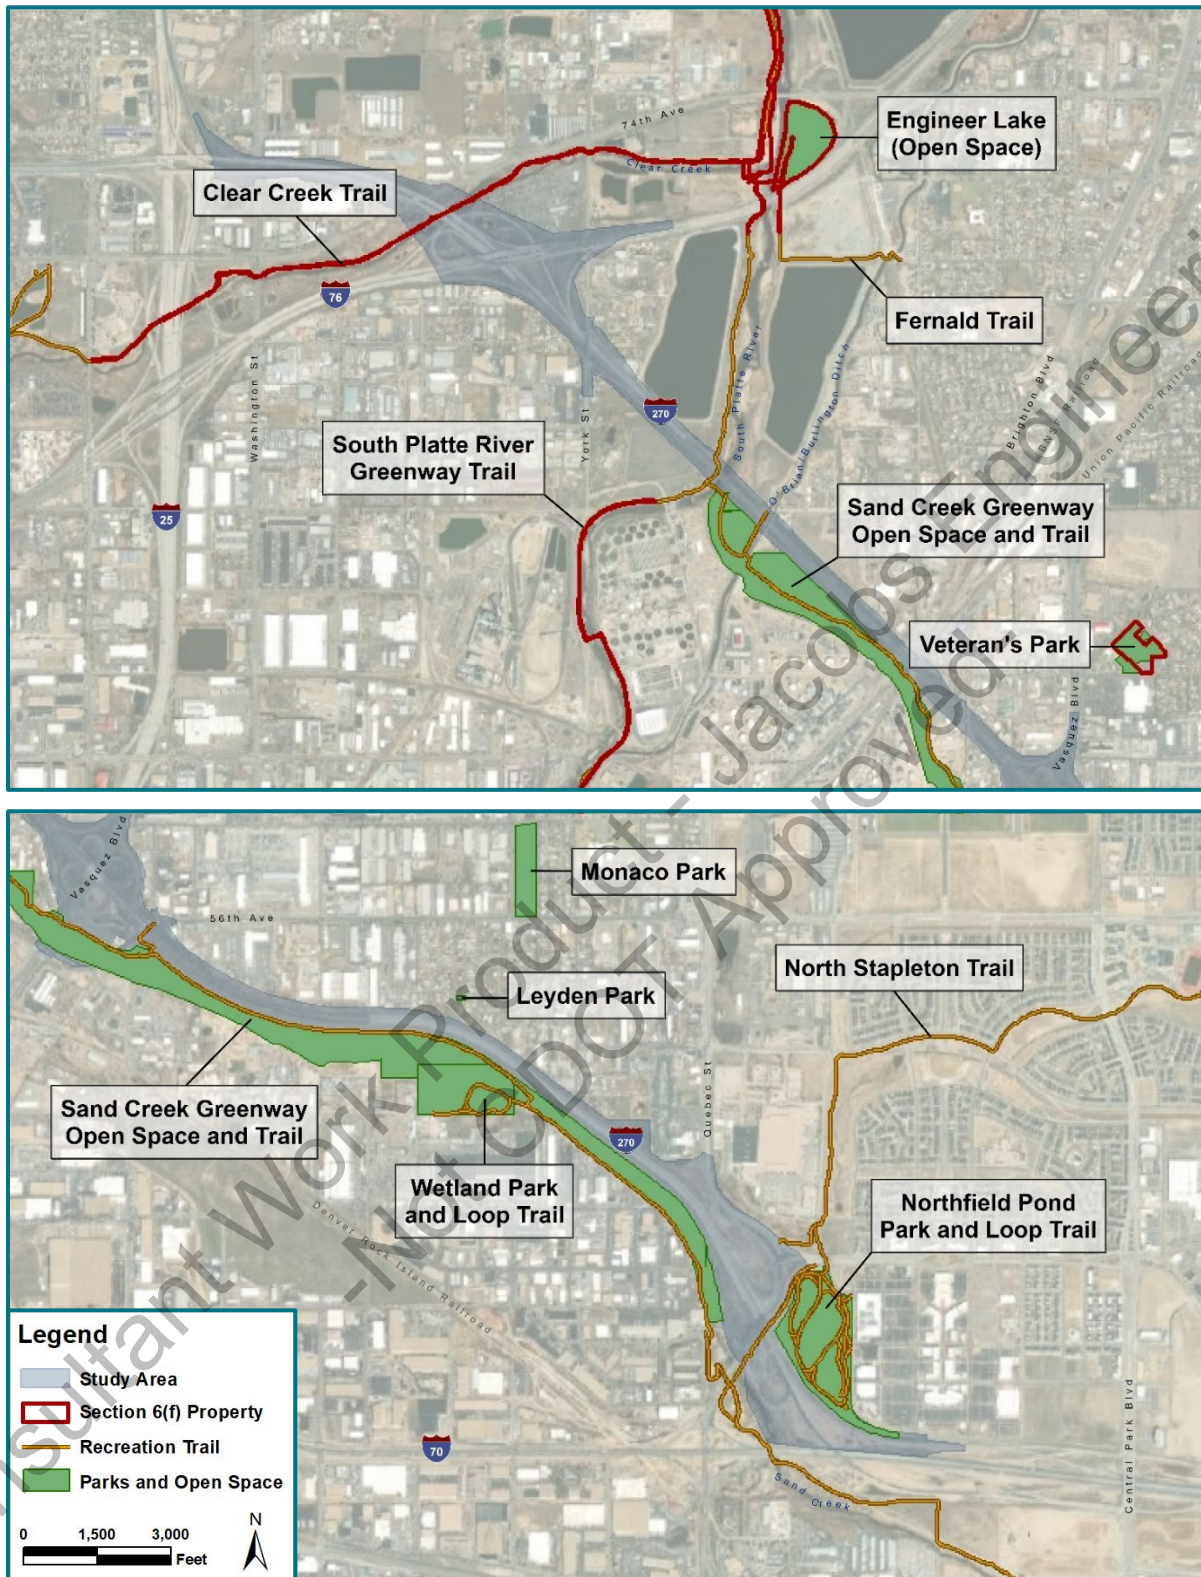 74th Ave
Engineer Lake
(Open Space)
Clear Creek
Clear Creek Trail
76
Fernald Trail
Washington St
York St
270
South Platte River
O'Brian/Burlington Ditch
Brighton Blvd
BNSF Railroad
Union Pacific Railroad
South Platte River
Greenway Trail
25
Sand Creek Greenway
Open Space and Trail
Veteran's Park
Vasquez Blvd
Vasquez Blvd
Monaco Park
56th Ave
North Stapleton Trail
Leyden Park
Quebec St
Sand Creek Greenway
Open Space and Trail
270
Wetland Park
and Loop Trail
Northfield Pond
Park and Loop Trail
Denver Rock Island Railroad
Central Park Blvd
70
Sand Creek
Legend
Study Area
Section 6(f) Property
Recreation Trail
Parks and Open Space
0 1,500 3,000
Feet
N
Work Product - Jacobs
-Not CDOT Approved-